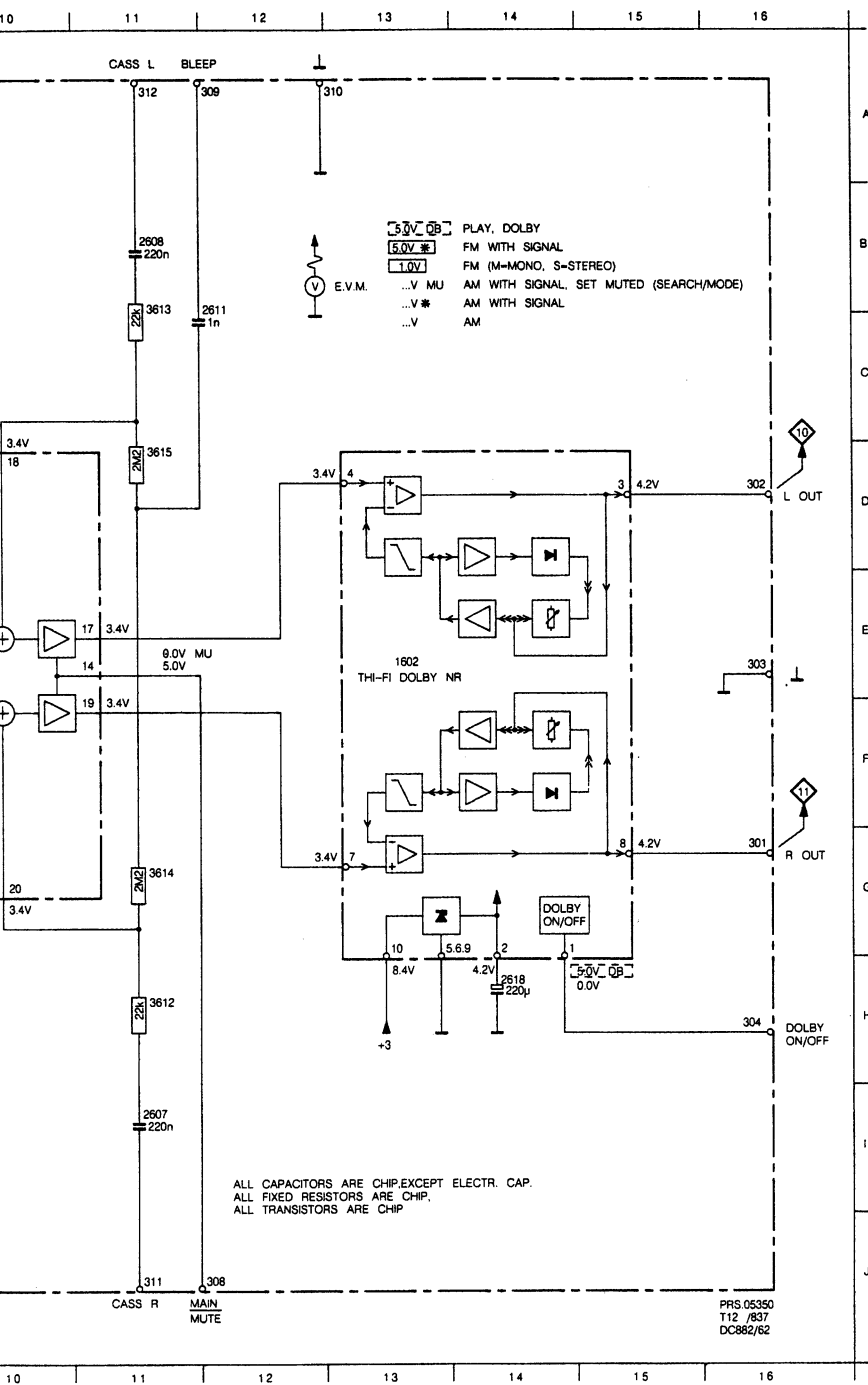 10 11 12 13 14 15 16
CASS L BLEEP
312 309 310
A
B
C
D
E
F
G
H
I
J
2608
220n
3613
22k
2611
1n
V E.V.M.
5.0V DB PLAY, DOLBY
5.0V * FM WITH SIGNAL
1.0V FM (M=MONO, S=STEREO)
...V MU AM WITH SIGNAL, SET MUTED (SEARCH/MODE)
...V * AM WITH SIGNAL
...V AM
3.4V
18
3615
2M2
3.4V 4
+
-
3 4.2V
302
10
L OUT
17 3.4V
9.0V MU
14 5.0V
19 3.4V
1602
THI-FI DOLBY NR
303
3.4V 7
-
+
8 4.2V
301
11
R OUT
3614
2M2
20
3.4V
DOLBY
ON/OFF
10 5.6.9 2 1
8.4V 4.2V
2618
220µ
5.0V DB
0.0V
3612
22k
+3
304
DOLBY
ON/OFF
2607
220n
ALL CAPACITORS ARE CHIP,EXCEPT ELECTR. CAP.
ALL FIXED RESISTORS ARE CHIP,
ALL TRANSISTORS ARE CHIP
311 308
CASS R MAIN
MUTE
PRS.05350
T12 /837
DC882/62
10 11 12 13 14 15 16